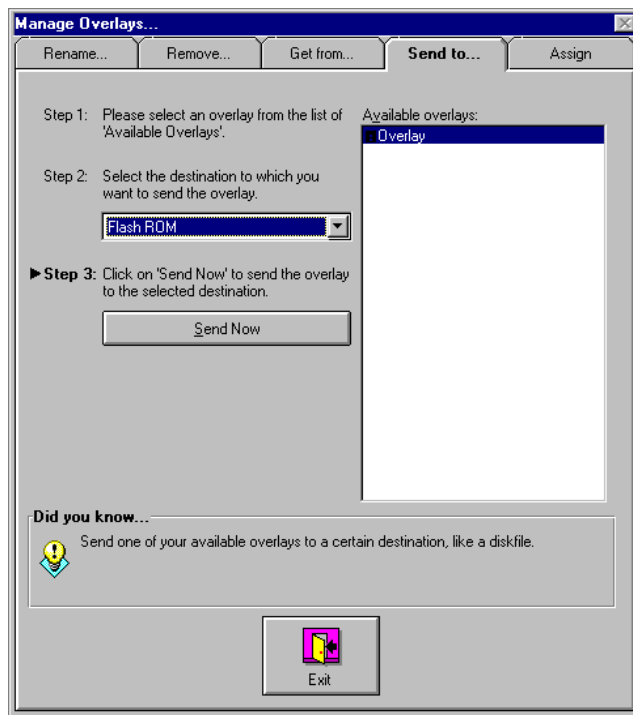 Manage Overlays...
Rename...
Remove...
Get from...
Send to...
Assign
Step 1: Please select an overlay from the list of
'Available Overlays'.
Step 2: Select the destination to which you
want to send the overlay.
Flash ROM
Step 3: Click on 'Send Now' to send the overlay
to the selected destination.
Send Now
Available overlays:
Overlay
Did you know...
Send one of your available overlays to a certain destination, like a diskfile.
Exit